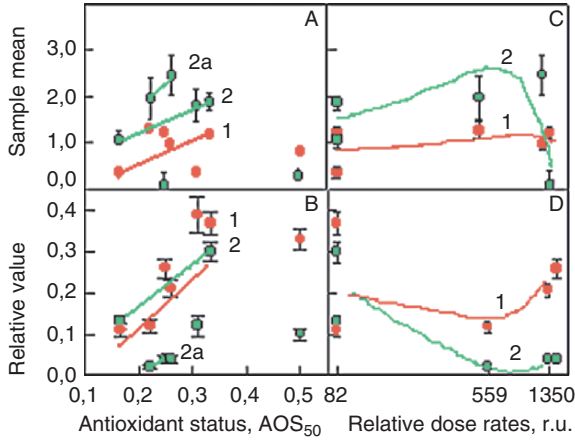 A
C
Sample mean
3,0
2,0
1,0
0,0
2a
2
1
2
1
B
D
Relative value
0,4
0,3
0,2
0,1
0,0
1
2
2a
1
2
0,1 0,2 0,3 0,4 0,5 82 559 1350
Antioxidant status, AOS50 Relative dose rates, r.u.